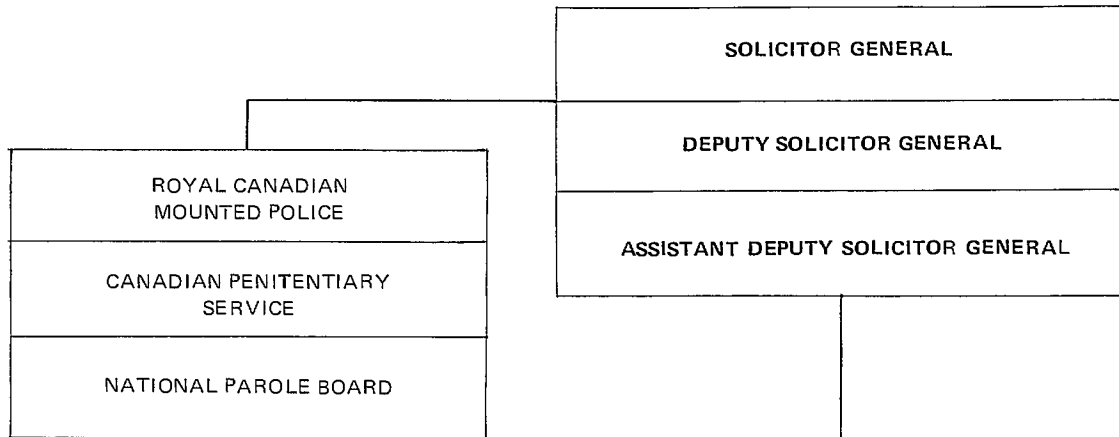 SOLICITOR GENERAL
DEPUTY SOLICITOR GENERAL
ASSISTANT DEPUTY SOLICITOR GENERAL
ROYAL CANADIAN
MOUNTED POLICE
CANADIAN PENITENTIARY
SERVICE
NATIONAL PAROLE BOARD